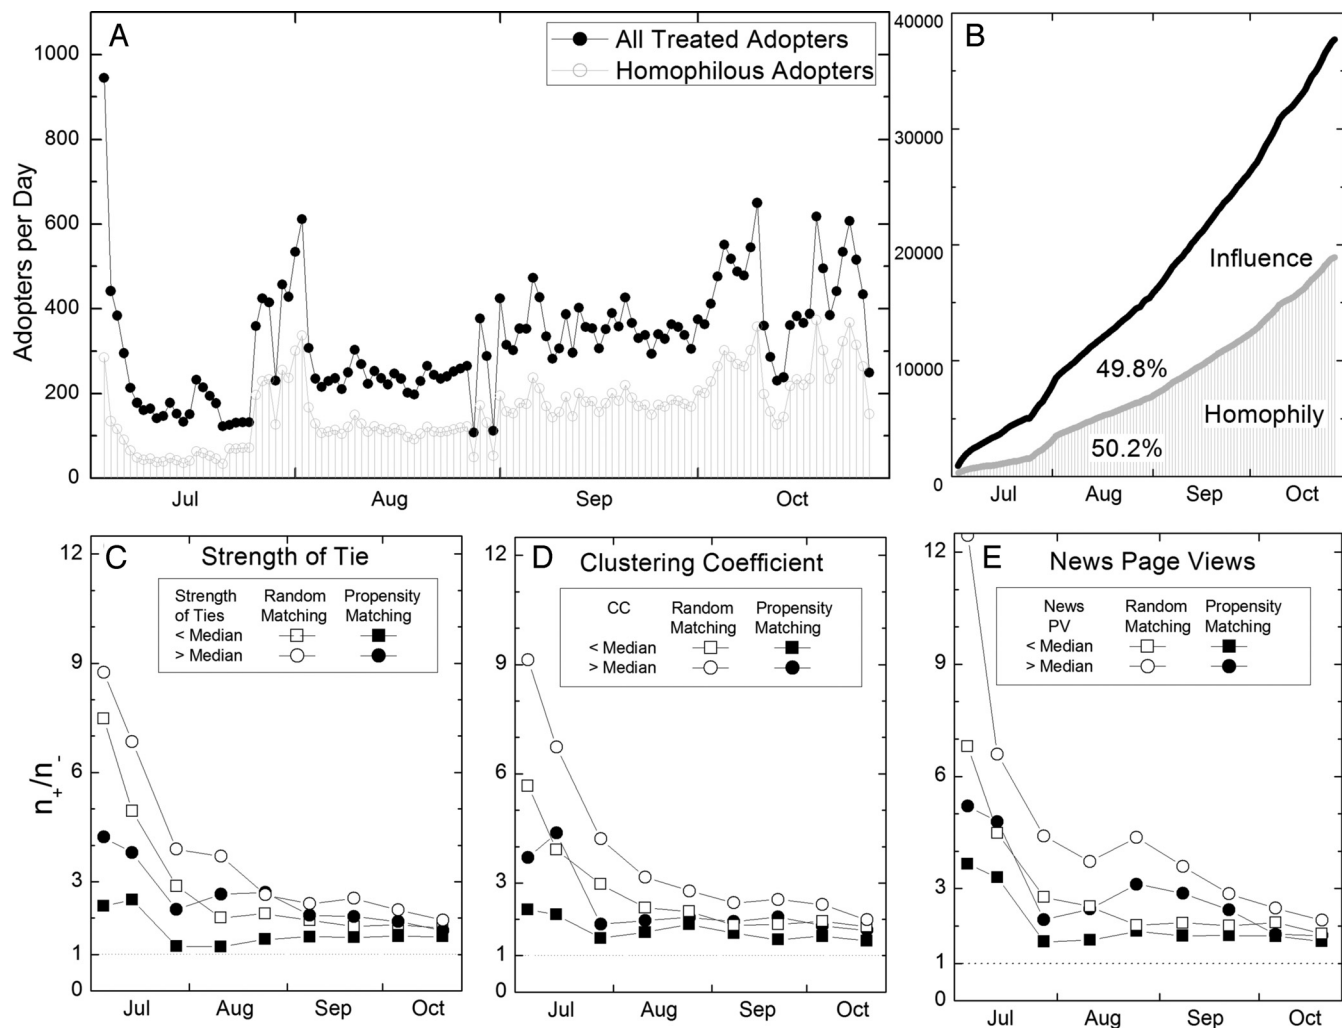 A
All Treated Adopters
Homophilous Adopters
Adopters per Day
1000
800
600
400
200
0
Jul Aug Sep Oct
B
40000
30000
20000
10000
0
Influence
49.8%
Homophily
50.2%
Jul Aug Sep Oct
C Strength of Tie
Strength Random Propensity
of Ties Matching Matching
< Median
> Median
n+/n-
12
9
6
3
1
0
Jul Aug Sep Oct
D Clustering Coefficient
CC Random Propensity
Matching Matching
< Median
> Median
12
9
6
3
1
0
Jul Aug Sep Oct
E News Page Views
News Random Propensity
PV Matching Matching
< Median
> Median
12
9
6
3
1
0
Jul Aug Sep Oct